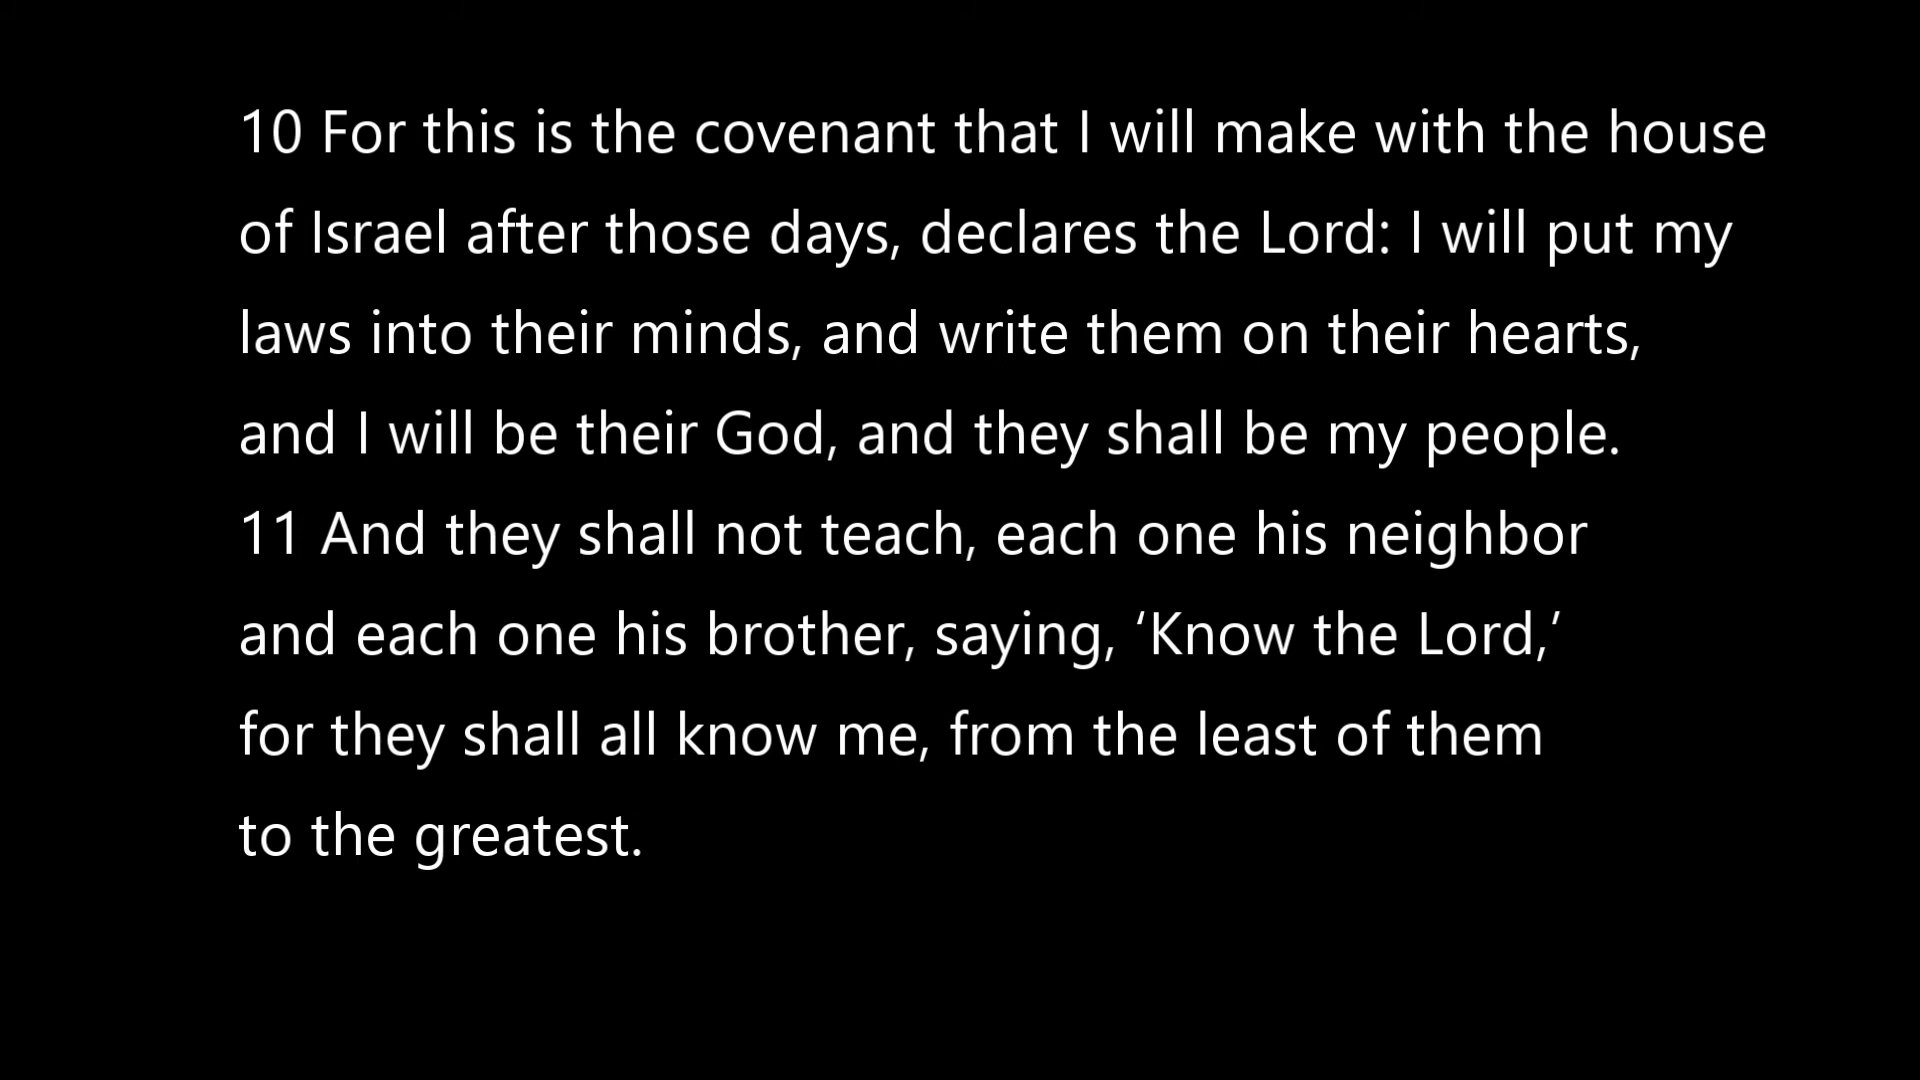 10 For this is the covenant that I will make with the house
of Israel after those days, declares the Lord: I will put my
laws into their minds, and write them on their hearts,
and I will be their God, and they shall be my people.
11 And they shall not teach, each one his neighbor
and each one his brother, saying, ‘Know the Lord,’
for they shall all know me, from the least of them
to the greatest.